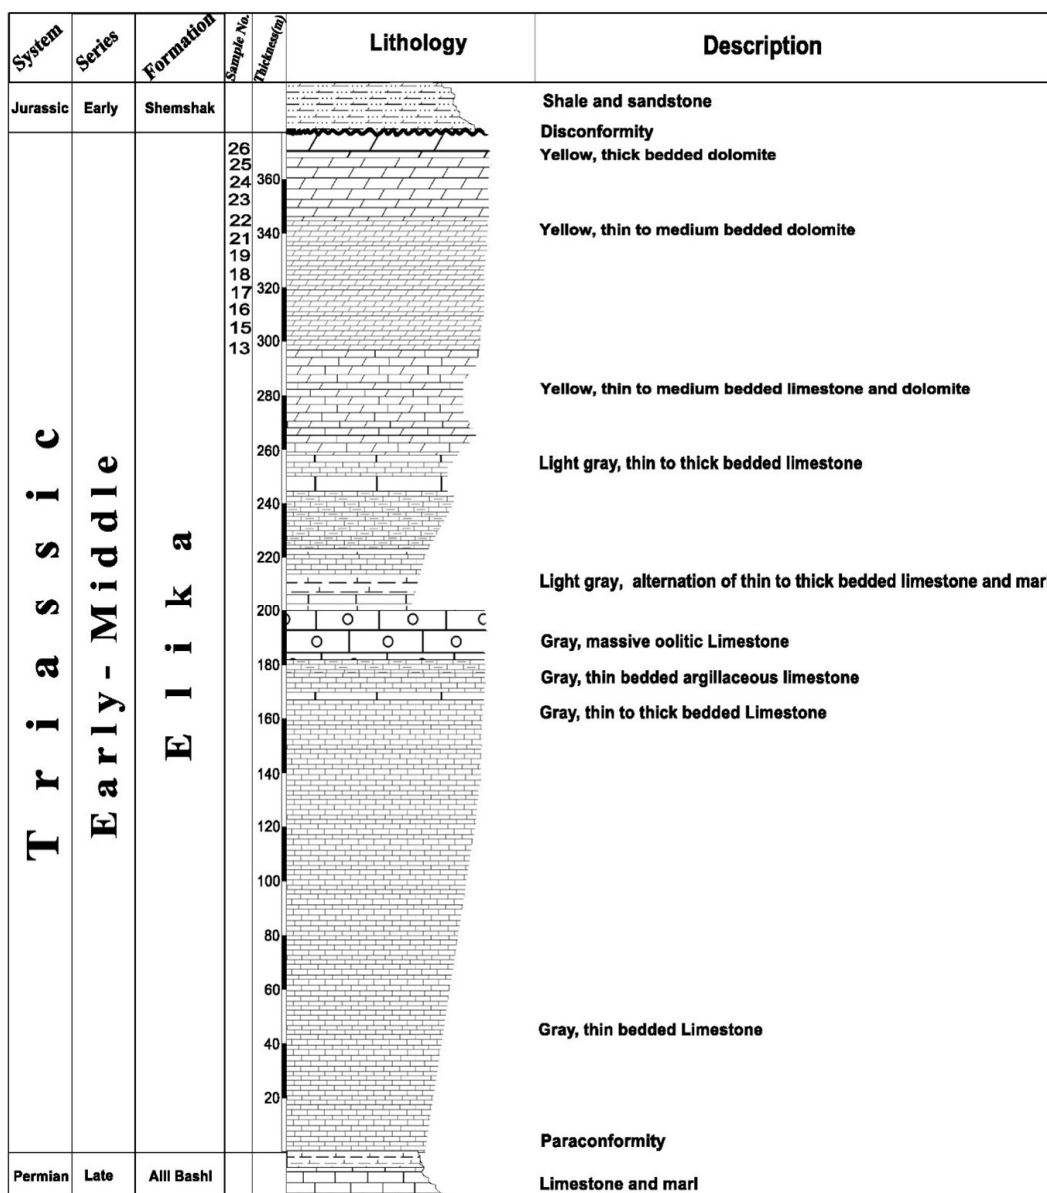 System
Series
Formation
Sample No.
Thickness(m)
Lithology
Description
Jurassic
Early
Shemshak
Shale and sandstone
Disconformity
26
Yellow, thick bedded dolomite
25
24
360
23
22
Yellow, thin to medium bedded dolomite
21
340
19
18
17
320
16
15
13
300
Yellow, thin to medium bedded limestone and dolomite
280
260
Light gray, thin to thick bedded limestone
240
220
Light gray, alternation of thin to thick bedded limestone and marl
200
Gray, massive oolitic Limestone
180
Gray, thin bedded argillaceous limestone
Gray, thin to thick bedded Limestone
160
140
120
100
80
60
Gray, thin bedded Limestone
40
20
Triassic
Early-Middle
Elika
Paraconformity
Permian
Late
Alil Bashl
Limestone and marl